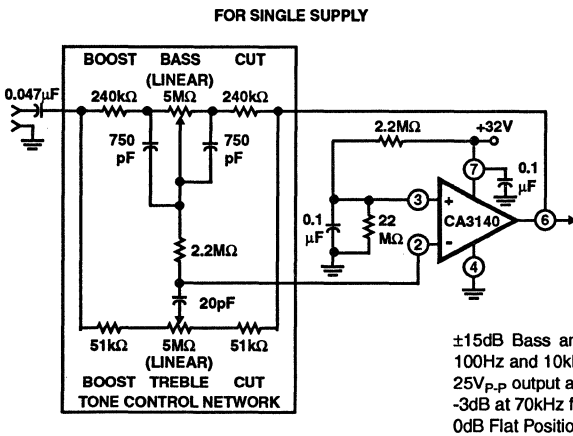 FOR SINGLE SUPPLY
BOOST BASS CUT
(LINEAR)
0.047µF
240kΩ 5MΩ 240kΩ
750
pF
750
pF
2.2MΩ
+32V
7
0.1
µF
3
+
CA3140
6
0.1
µF
22
MΩ
2
-
4
2.2MΩ
20pF
51kΩ 5MΩ 51kΩ
(LINEAR)
BOOST TREBLE CUT
TONE CONTROL NETWORK
±15dB Bass an
100Hz and 10k
25VP-P output a
-3dB at 70kHz f
0dB Flat Positio